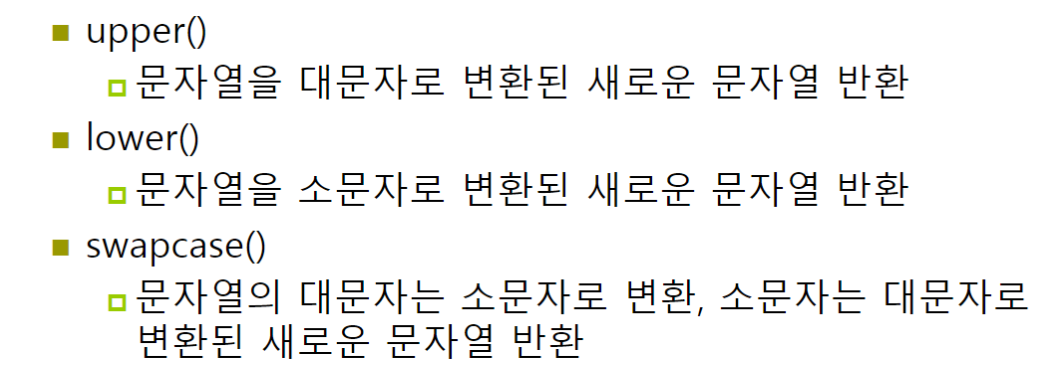 upper()
문자열을 대문자로 변환된 새로운 문자열 반환
lower()
문자열을 소문자로 변환된 새로운 문자열 반환
swapcase()
문자열의 대문자는 소문자로 변환, 소문자는 대문자로
변환된 새로운 문자열 반환